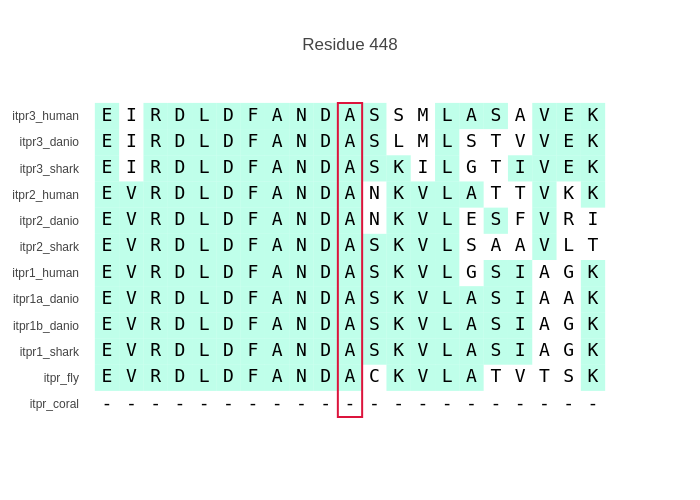 Residue 448
itpr3_human E I R D L D F A N D A S S M L A S A V E K
itpr3_danio E I R D L D F A N D A S L M L S T V V E K
itpr3_shark E I R D L D F A N D A S K I L G T I V E K
itpr2_human E V R D L D F A N D A N K V L A T T V K K
itpr2_danio E V R D L D F A N D A N K V L E S F V R I
itpr2_shark E V R D L D F A N D A S K V L S A A V L T
itpr1_human E V R D L D F A N D A S K V L G S I A G K
itpr1a_danio E V R D L D F A N D A S K V L A S I A A K
itpr1b_danio E V R D L D F A N D A S K V L A S I A G K
itpr1_shark E V R D L D F A N D A S K V L A S I A G K
itpr_fly E V R D L D F A N D A C K V L A T V T S K
itpr_coral - - - - - - - - - - - - - - - - - - - - -